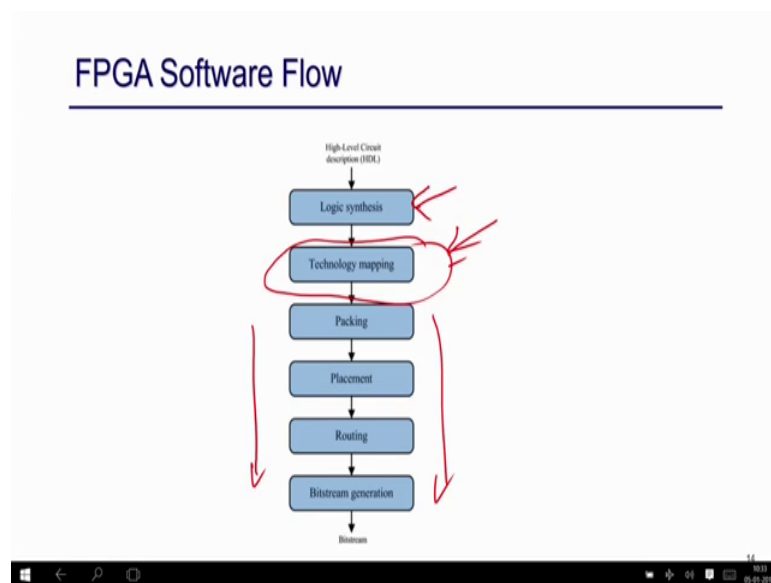 FPGA Software Flow
High-Level Circuit
description (HDL)
Logic synthesis
Technology mapping
Packing
Placement
Routing
Bitstream generation
Bitstream
14
10:33